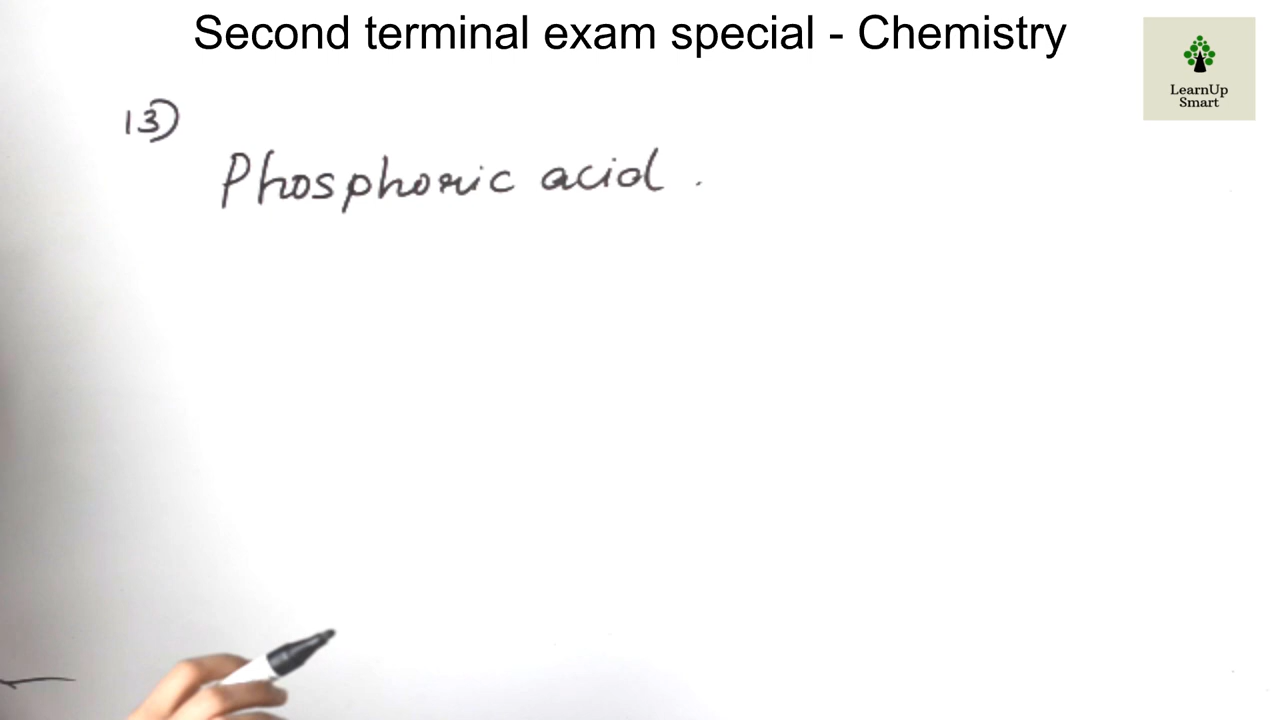 Second terminal exam special - Chemistry
LearnUp
Smart
13)
Phosphoric acid .